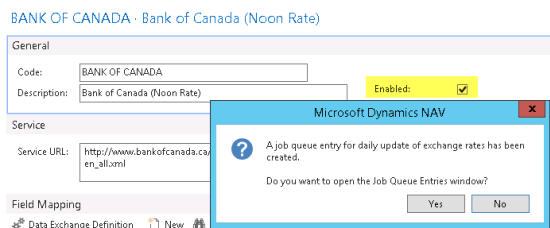 BANK OF CANADA · Bank of Canada (Noon Rate)
General
Code: BANK OF CANADA
Description: Bank of Canada (Noon Rate)
Enabled:
Service
Service URL: http://www.bankofcanada.ca/
en_all.xml
Microsoft Dynamics NAV
x
A job queue entry for daily update of exchange rates has been
created.
Do you want to open the Job Queue Entries window?
Yes No
Field Mapping
Data Exchange Definition New